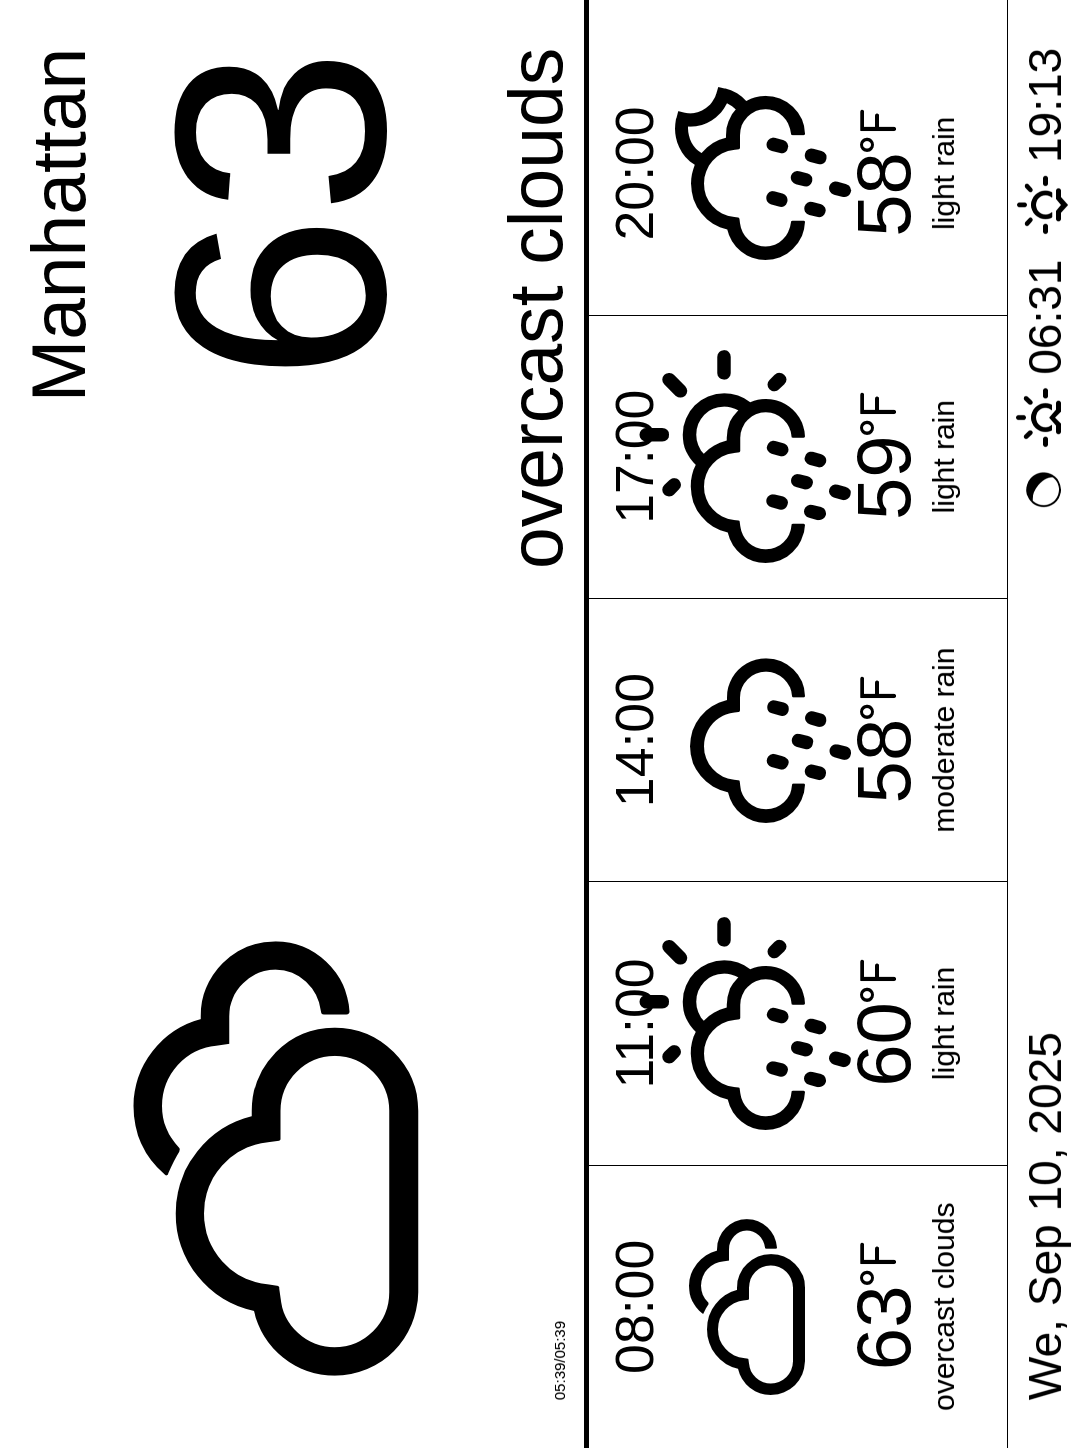 Manhattan
63
overcast clouds
05:39/05:39
08:00
63°F
overcast clouds
11:00
60°F
light rain
14:00
58°F
moderate rain
17:00
59°F
light rain
20:00
58°F
light rain
We, Sep 10, 2025
06:31
19:13